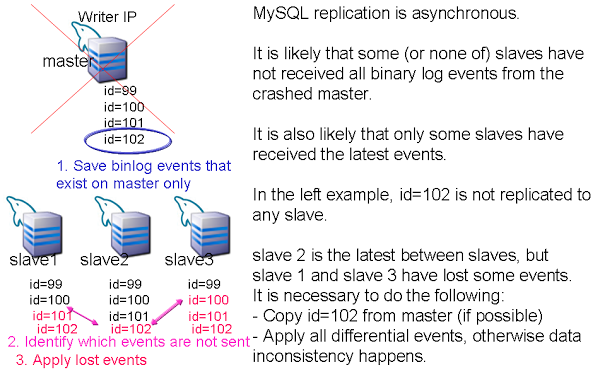 Writer IP
master
id=99
id=100
id=101
id=102
1. Save binlog events that
exist on master only
slave1
slave2
slave3
id=99
id=100
id=101
id=102
id=99
id=100
id=101
id=102
id=99
id=100
id=101
id=102
2. Identify which events are not sent
3. Apply lost events
MySQL replication is asynchronous.
It is likely that some (or none of) slaves have
not received all binary log events from the
crashed master.
It is also likely that only some slaves have
received the latest events.
In the left example, id=102 is not replicated to
any slave.
slave 2 is the latest between slaves, but
slave 1 and slave 3 have lost some events.
It is necessary to do the following:
- Copy id=102 from master (if possible)
- Apply all differential events, otherwise data
inconsistency happens.